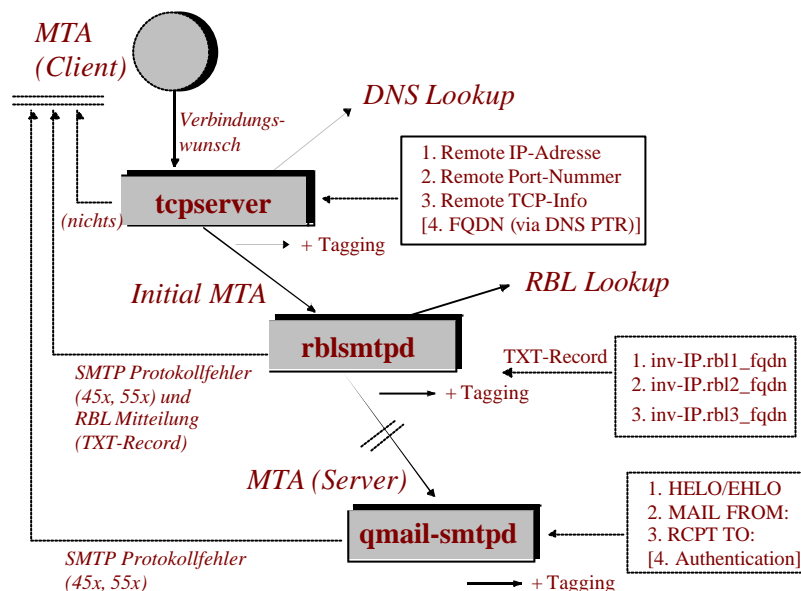 MTA
(Client)
DNS Lookup
Verbindungs-
wunsch
1. Remote IP-Adresse
2. Remote Port-Nummer
3. Remote TCP-Info
[4. FQDN (via DNS PTR)]
tcpserver
(nichts)
+ Tagging
Initial MTA
RBL Lookup
rblsmtpd
TXT-Record
1. inv-IP.rbl1_fqdn
2. inv-IP.rbl2_fqdn
3. inv-IP.rbl3_fqdn
SMTP Protokollfehler
(45x, 55x) und
RBL Mitteilung
(TXT-Record)
+ Tagging
MTA (Server)
1. HELO/EHLO
2. MAIL FROM:
3. RCPT TO:
[4. Authentication]
qmail-smtpd
SMTP Protokollfehler
(45x, 55x)
+ Tagging